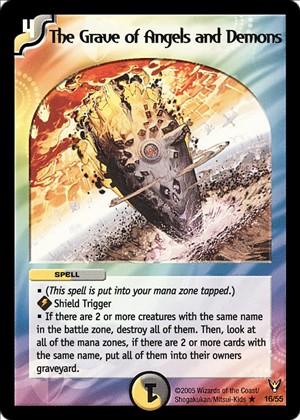 4
The Grave of Angels and Demons
SPELL
▪ (This spell is put into your mana zone tapped.)
Shield Trigger
▪ If there are 2 or more creatures with the same name
in the battle zone, destroy all of them. Then, look at
all of the mana zones, if there are 2 or more cards with
the same name, put all of them into their owners
graveyard.
1
©2005 Wizards of the Coast/
Shogakukan/Mitsui-Kids ★ 16/55